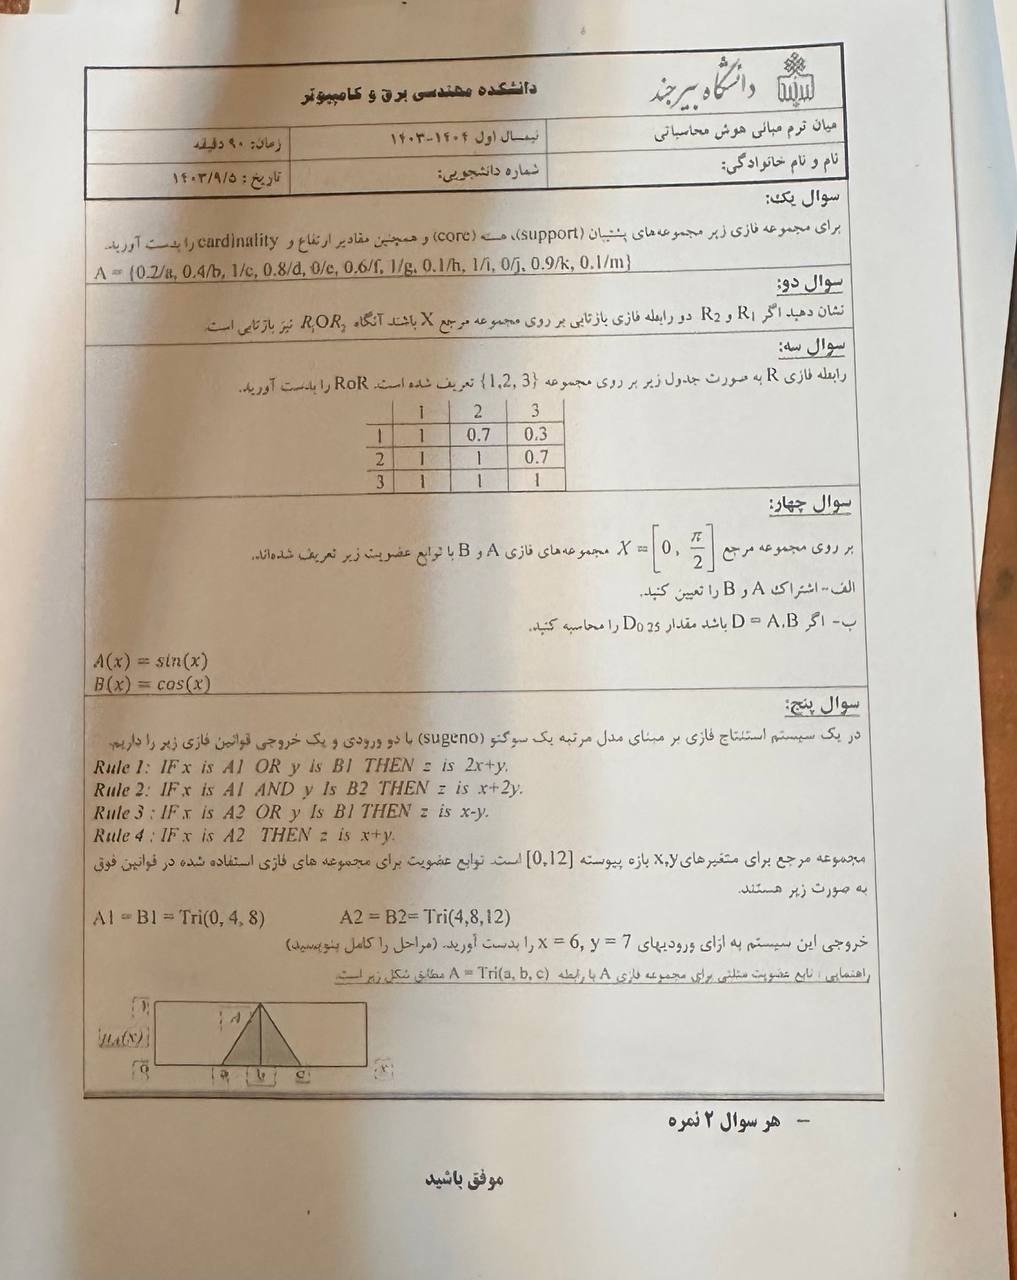 دانشگاه بیرجند
دانشکده مهندسی برق و کامپیوتر
میان ترم مبانی هوش محاسباتی
نیمسال اول ۱۴۰۴-۱۴۰۳
زمان: ۹۰ دقیقه
نام و نام خانوادگی:
شماره دانشجویی:
تاریخ: ۱۴۰۳/۹/۵
سوال یک:
برای مجموعه فازی زیر مجموعه‌های پشتیبان (support)، هسته (core) و همچنین مقادیر ارتفاع و cardinality را بدست آورید.
A = {0.2/a, 0.4/b, 1/c, 0.8/d, 0/e, 0.6/f, 1/g, 0.1/h, 1/i, 0/j, 0.9/k, 0.1/m}
سوال دو:
نشان دهید اگر R1 و R2 دو رابطه فازی بازتابی بر روی مجموعه مرجع X باشند آنگاه R1OR2 نیز بازتابی است.
سوال سه:
رابطه فازی R به صورت جدول زیر بر روی مجموعه {1,2, 3} تعریف شده است. RoR را بدست آورید.
1 2 3
1 1 0.7 0.3
2 1 1 0.7
3 1 1 1
سوال چهار:
بر روی مجموعه مرجع X = [0, π/2] مجموعه‌های فازی A و B با توابع عضویت زیر تعریف شده‌اند.
الف- اشتراک A و B را تعیین کنید.
ب- اگر D = A.B باشد مقدار D0.25 را محاسبه کنید.
A(x) = sin(x)
B(x) = cos(x)
سوال پنج:
در یک سیستم استنتاج فازی بر مبنای مدل مرتبه یک سوگنو (sugeno) با دو ورودی و یک خروجی قوانین فازی زیر را داریم.
Rule 1: IF x is A1 OR y is B1 THEN z is 2x+y.
Rule 2: IF x is A1 AND y Is B2 THEN z is x+2y.
Rule 3 : IF x is A2 OR y Is B1 THEN z is x-y.
Rule 4 : IF x is A2 THEN z is x+y.
مجموعه مرجع برای متغیرهای x,y بازه پیوسته [0,12] است. توابع عضویت برای مجموعه های فازی استفاده شده در قوانین فوق
به صورت زیر هستند.
A1 = B1 = Tri(0, 4, 8) A2 = B2= Tri(4,8,12)
خروجی این سیستم به ازای ورودیهای x = 6, y = 7 را بدست آورید. (مراحل را کامل بنویسید)
راهنمایی: تابع عضویت مثلثی برای مجموعه فازی A با رابطه A = Tri(a, b, c) مطابق شکل زیر است.
1
A
μA(x)
0 a b c x
- هر سوال ۲ نمره
موفق باشید